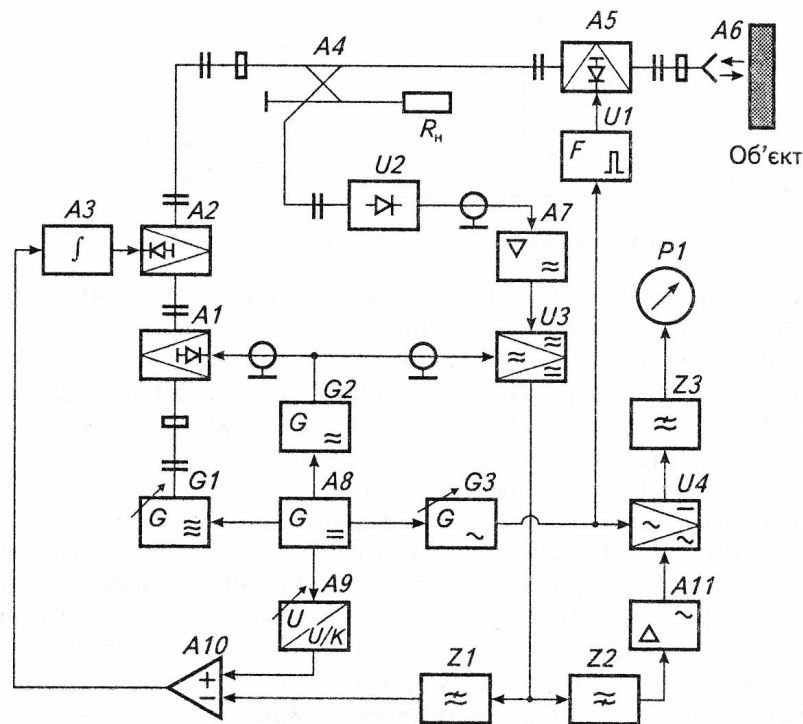 A4
A5
A6
R н
U1
F
Об'єкт
U2
A3
A2
∫
A7
P1
A1
U3
G2
G
Z3
G1
A8
G3
U4
G
G
G
A9
A11
U
U/K
A10
Z1
Z2